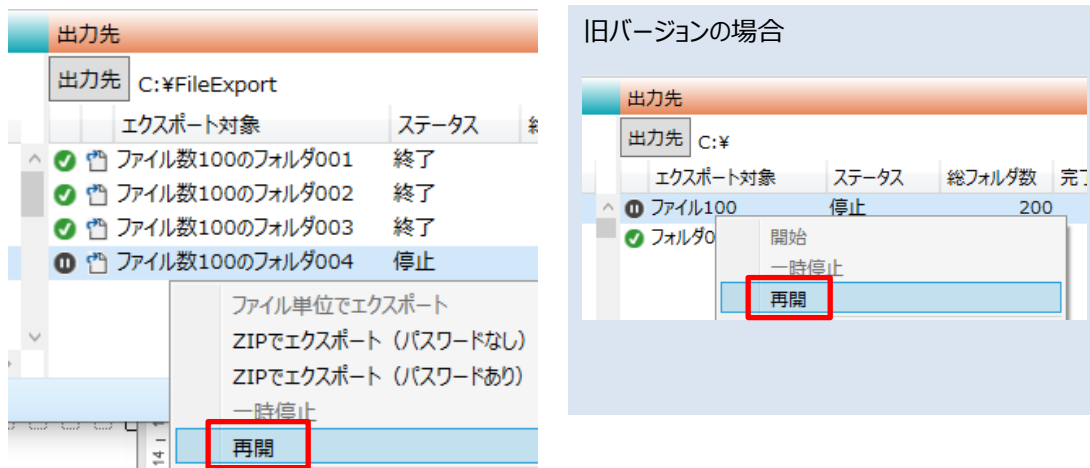 出力先
出力先 C:¥FileExport
エクスポート対象 ステータス
ファイル数100のフォルダ001 終了
ファイル数100のフォルダ002 終了
ファイル数100のフォルダ003 終了
ファイル数100のフォルダ004 停止
ファイル単位でエクスポート
ZIPでエクスポート（パスワードなし）
ZIPでエクスポート（パスワードあり）
一時停止
再開
14
旧バージョンの場合
出力先
出力先 C:¥
エクスポート対象 ステータス 総フォルダ数 完了
ファイル100 停止 200
フォルダ0
開始
一時停止
再開